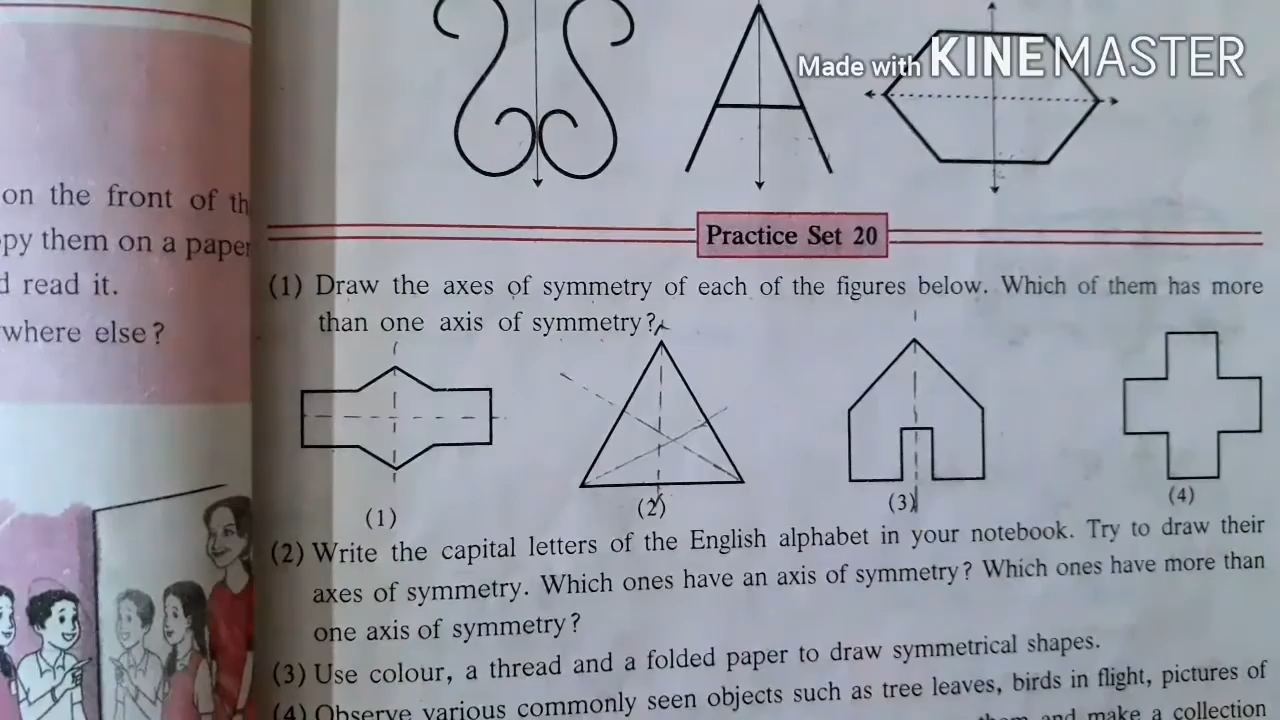 Made with KINEMASTER
on the front of th
py them on a paper
d read it.
where else?
Practice Set 20
(1) Draw the axes of symmetry of each of the figures below. Which of them has more
than one axis of symmetry?
(1)
(2)
(3)
(4)
(2) Write the capital letters of the English alphabet in your notebook. Try to draw their
axes of symmetry. Which ones have an axis of symmetry? Which ones have more than
one axis of symmetry?
(3) Use colour, a thread and a folded paper to draw symmetrical shapes.
(4) Observe various commonly seen objects such as tree leaves, birds in flight, pictures of
them and make a collection